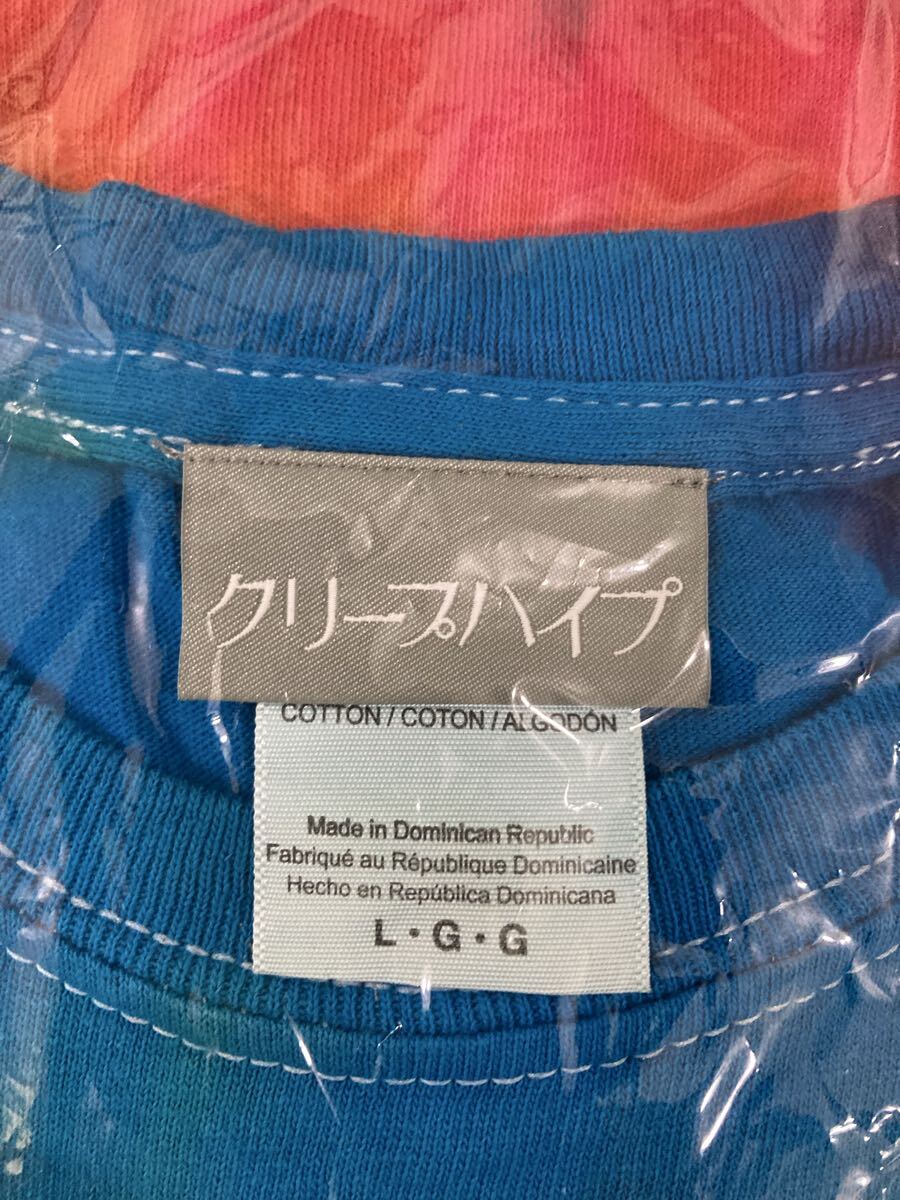 クリープハイプ
COTTON / COTON / ALGODÓN
Made in Dominican Republic
Fabriqué au République Dominicaine
Hecho en República Dominicana
L・G・G